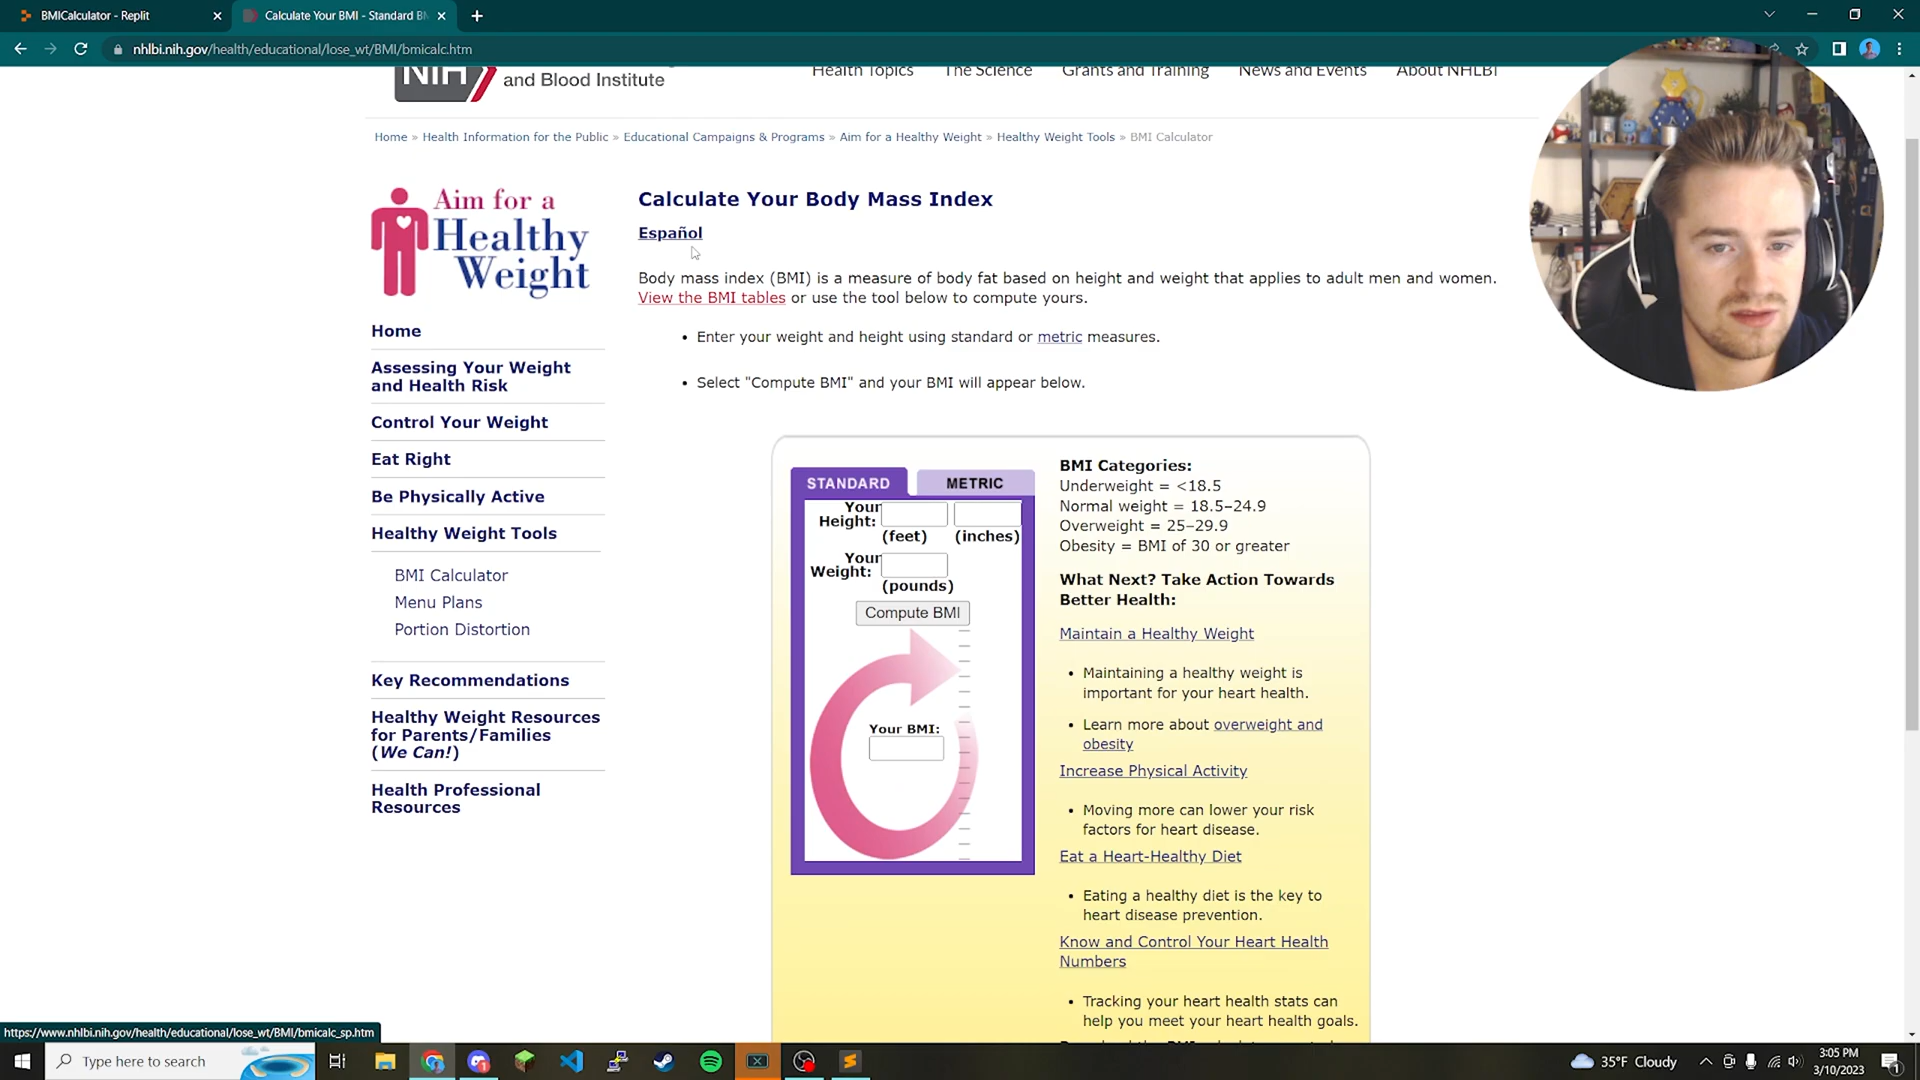 BMICalculator - Replit
Calculate Your BMI - Standard BM
nhlbi.nih.gov/health/educational/lose_wt/BMI/bmicalc.htm
NIH
and Blood Institute
Health Topics
The Science
Grants and Training
News and Events
About NHLBI
Home » Health Information for the Public » Educational Campaigns & Programs » Aim for a Healthy Weight » Healthy Weight Tools » BMI Calculator
Aim for a
Healthy
Weight
Home
Assessing Your Weight
and Health Risk
Control Your Weight
Eat Right
Be Physically Active
Healthy Weight Tools
BMI Calculator
Menu Plans
Portion Distortion
Key Recommendations
Healthy Weight Resources
for Parents/Families
(We Can!)
Health Professional
Resources
Calculate Your Body Mass Index
Español
Body mass index (BMI) is a measure of body fat based on height and weight that applies to adult men and women.
View the BMI tables or use the tool below to compute yours.
• Enter your weight and height using standard or metric measures.
• Select "Compute BMI" and your BMI will appear below.
STANDARD
METRIC
Your
Height:
(feet)
(inches)
Your
Weight:
(pounds)
Compute BMI
Your BMI:
BMI Categories:
Underweight = <18.5
Normal weight = 18.5–24.9
Overweight = 25–29.9
Obesity = BMI of 30 or greater
What Next? Take Action Towards
Better Health:
Maintain a Healthy Weight
• Maintaining a healthy weight is
important for your heart health.
• Learn more about overweight and
obesity
Increase Physical Activity
• Moving more can lower your risk
factors for heart disease.
Eat a Heart-Healthy Diet
• Eating a healthy diet is the key to
heart disease prevention.
Know and Control Your Heart Health
Numbers
• Tracking your heart health stats can
help you meet your heart health goals.
https://www.nhlbi.nih.gov/health/educational/lose_wt/BMI/bmicalc_sp.htm
Type here to search
35°F Cloudy
3:05 PM
3/10/2023
1